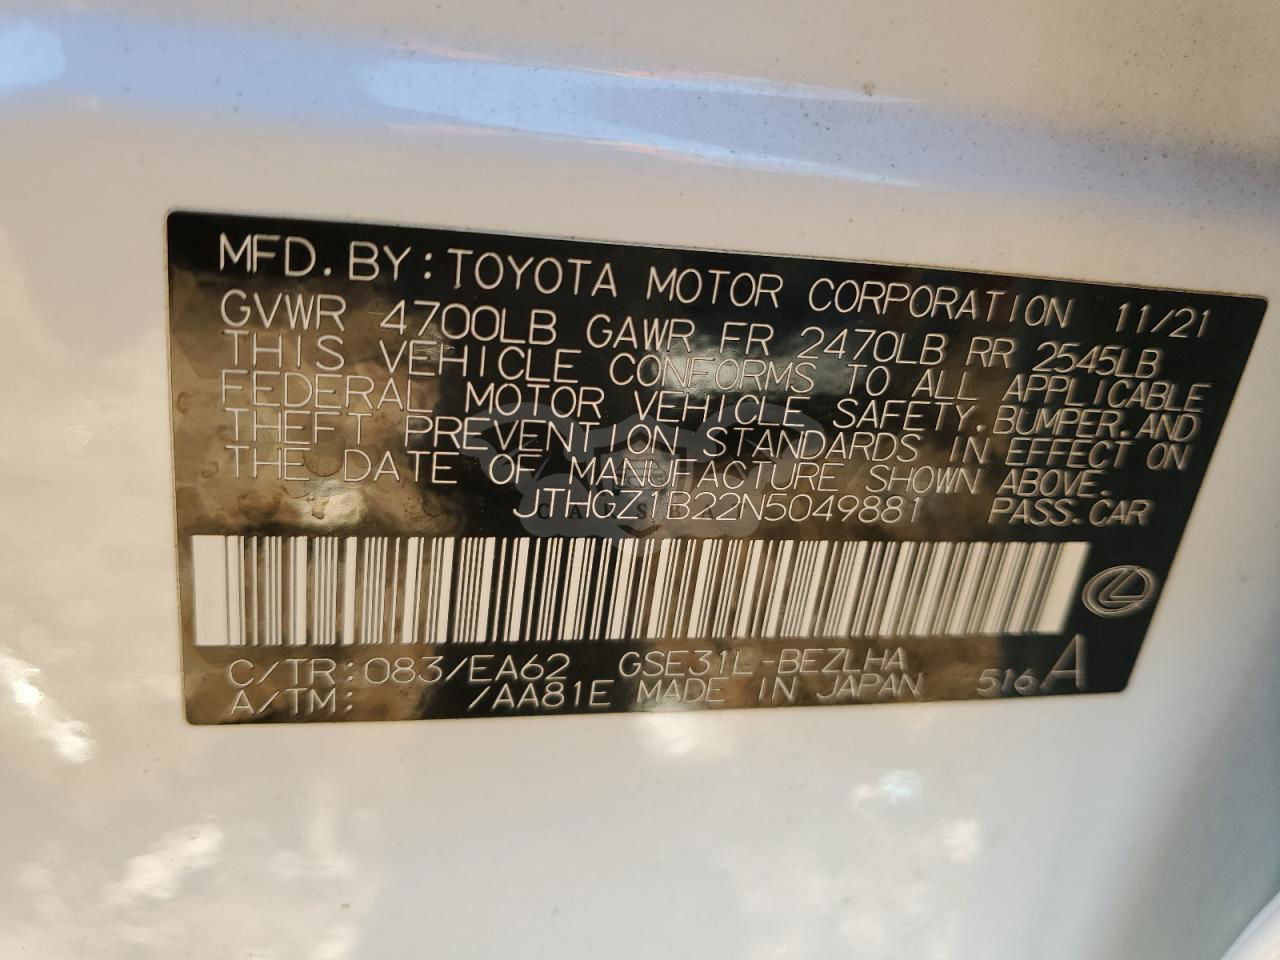 MFD. BY: TOYOTA MOTOR CORPORATION 11/21
GVWR 4700LB GAWR FR 2470LB RR 2545LB
THIS VEHICLE CONFORMS TO ALL APPLICABLE
FEDERAL MOTOR VEHICLE SAFETY, BUMPER, AND
THEFT PREVENTION STANDARDS IN EFFECT ON
THE DATE OF MANUFACTURE SHOWN ABOVE.
JTHGZ1B22N5049881 PASS. CAR
C/TR: 083/EA62 GSE31L-BEZLHA
A/TM: /AA81E MADE IN JAPAN 516 A